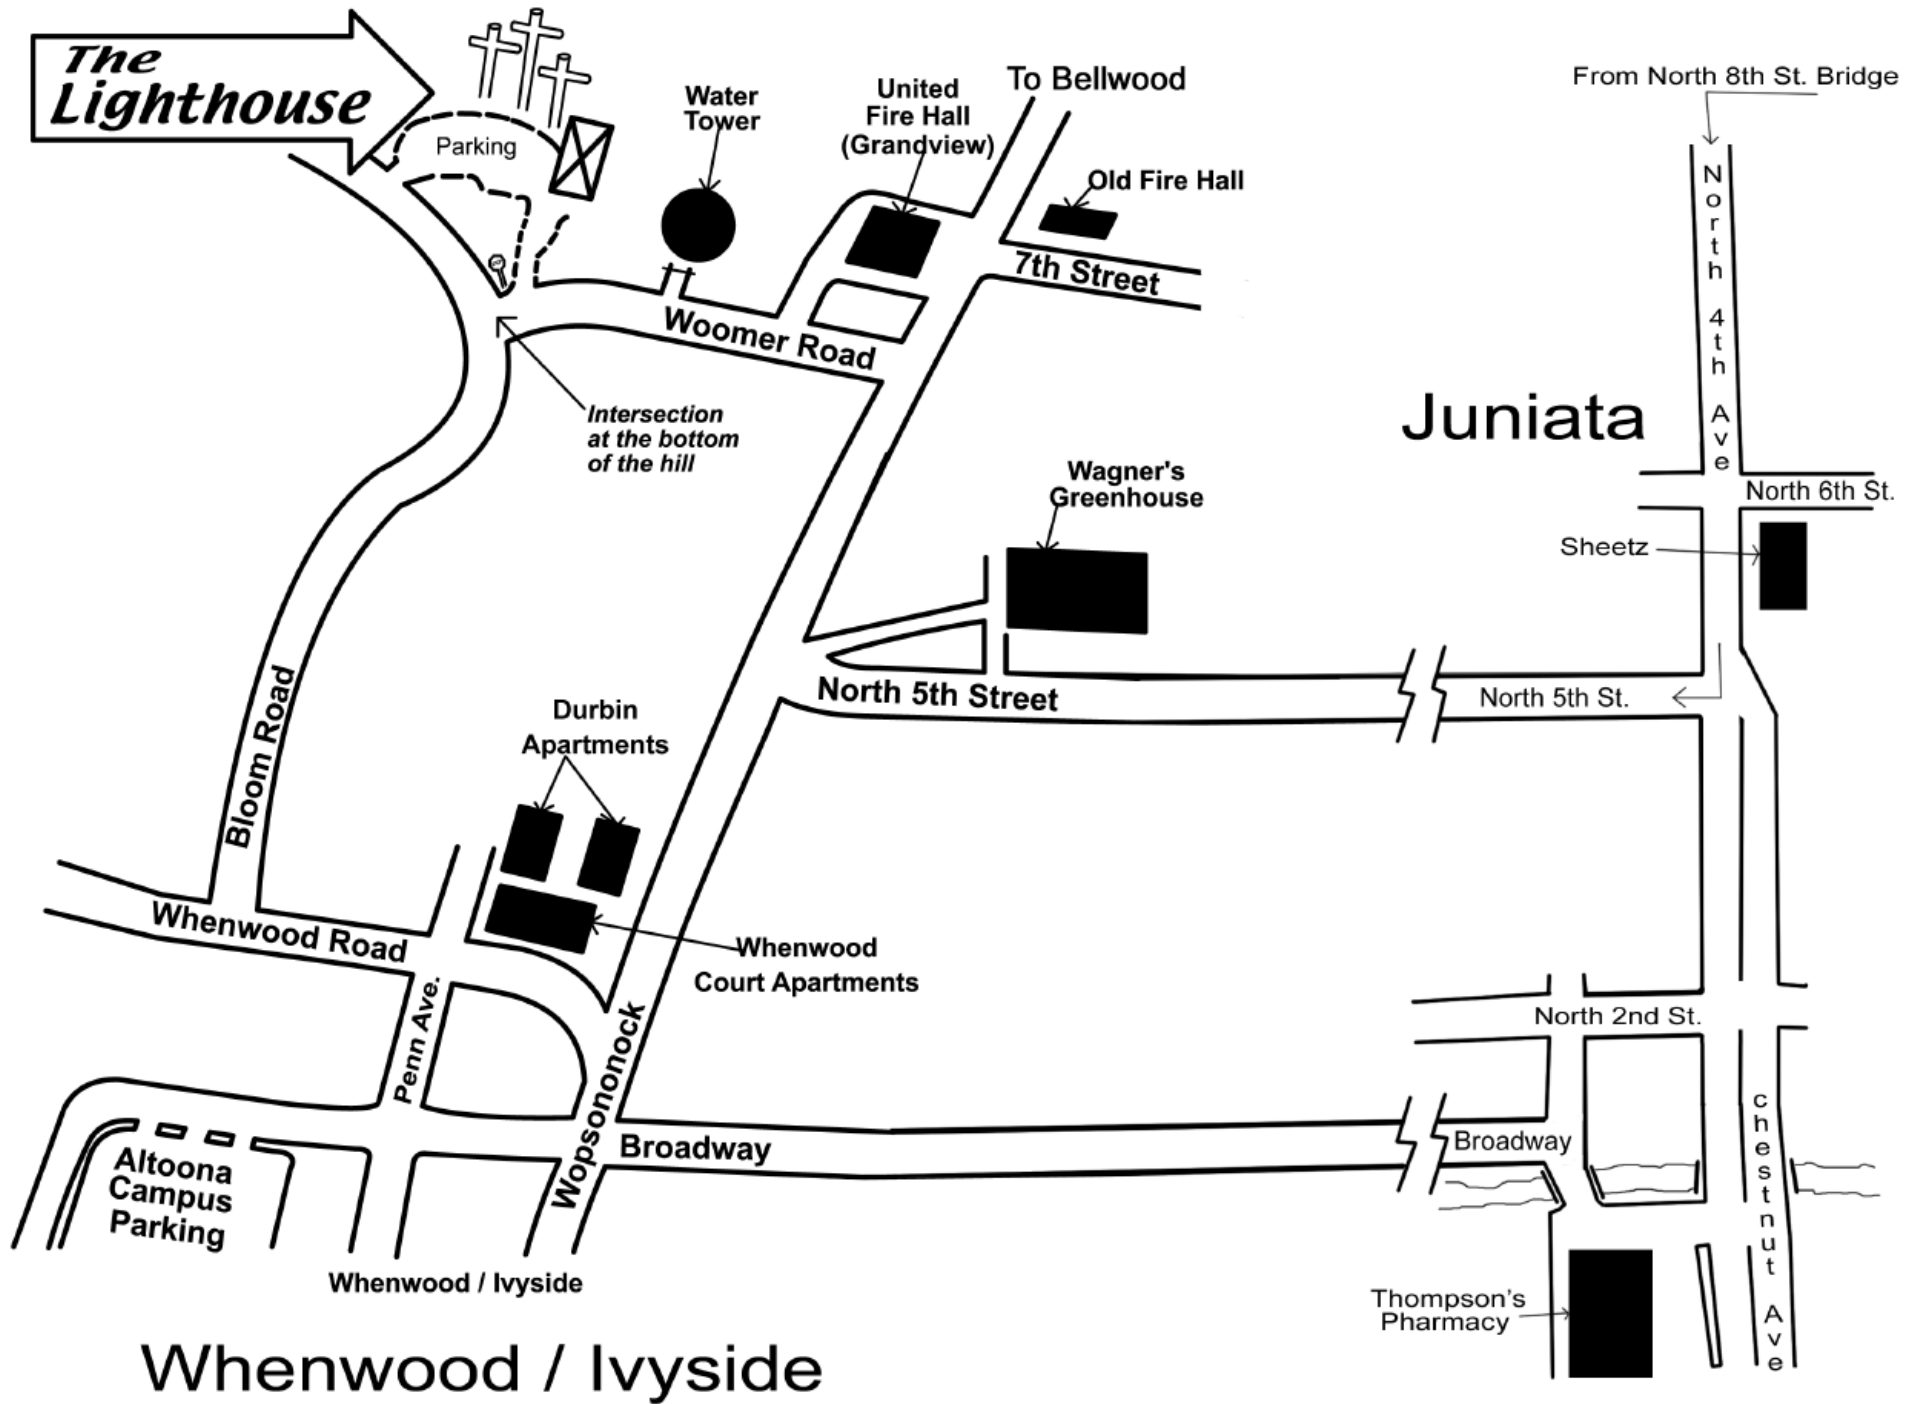 The
Lighthouse
Parking
Water
Tower
United
Fire Hall
(Grandview)
To Bellwood
Old Fire Hall
7th Street
From North 8th St. Bridge
North 4th Ave
Woomer Road
Intersection
at the bottom
of the hill
Juniata
Wagner's
Greenhouse
North 6th St.
Sheetz
Bloom Road
North 5th Street
North 5th St.
Durbin
Apartments
Whenwood Road
Whenwood
Court Apartments
Penn Ave.
Wopsononock
North 2nd St.
Broadway
Broadway
chestnut Ave
Altoona
Campus
Parking
Whenwood / Ivyside
Thompson's
Pharmacy
Whenwood / Ivyside